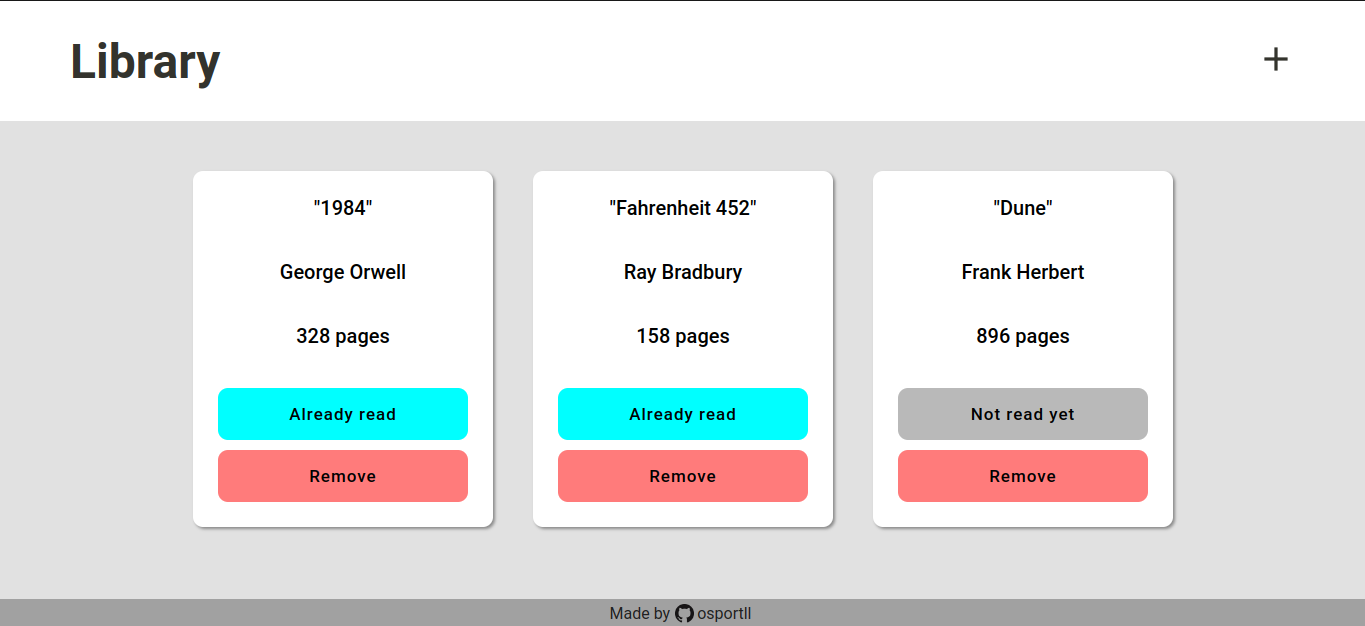 Library
"1984"
George Orwell
328 pages
Already read
Remove
"Fahrenheit 452"
Ray Bradbury
158 pages
Already read
Remove
"Dune"
Frank Herbert
896 pages
Not read yet
Remove
Made by osportll